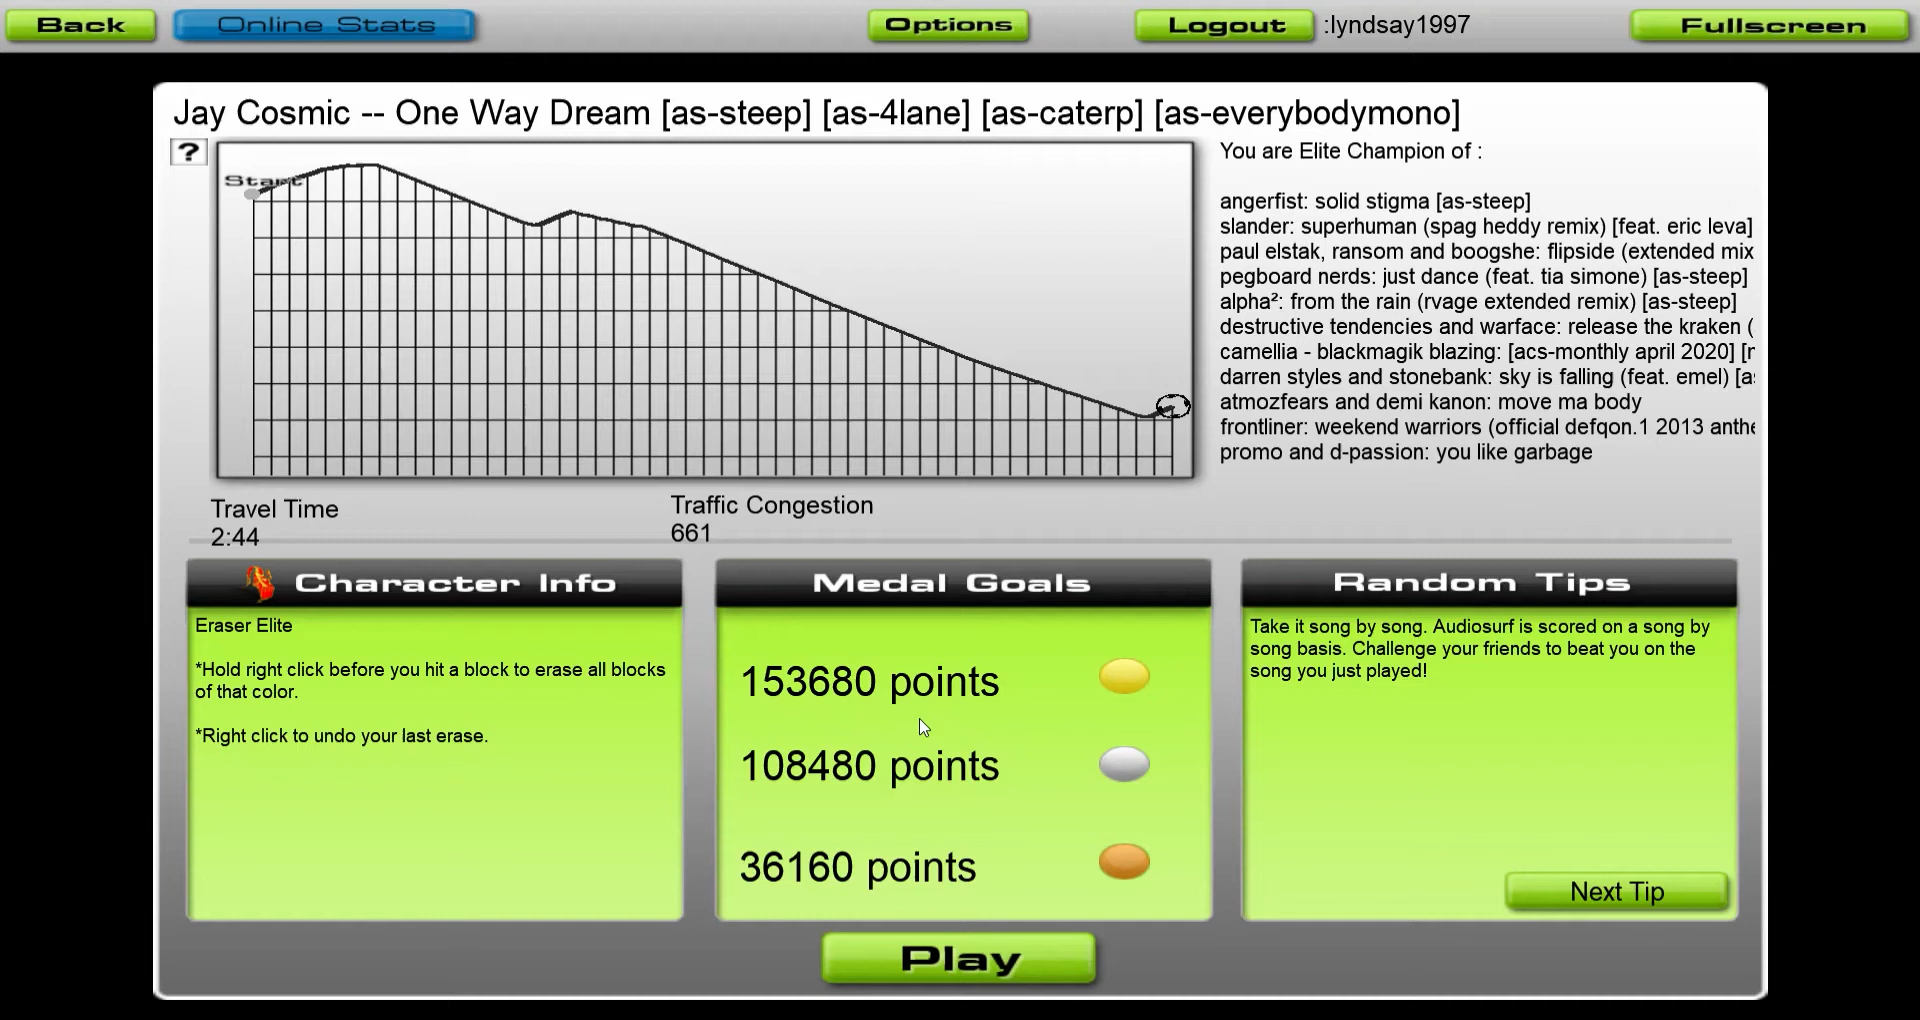 Back
Online Stats
Options
Logout
:lyndsay1997
Fullscreen
Jay Cosmic -- One Way Dream [as-steep] [as-4lane] [as-caterp] [as-everybodymono]
?
Start
You are Elite Champion of :
angerfist: solid stigma [as-steep]
slander: superhuman (spag heddy remix) [feat. eric leva]
paul elstak, ransom and boogshe: flipside (extended mix
pegboard nerds: just dance (feat. tia simone) [as-steep]
alpha²: from the rain (rvage extended remix) [as-steep]
destructive tendencies and warface: release the kraken (
camellia - blackmagik blazing: [acs-monthly april 2020] [r
darren styles and stonebank: sky is falling (feat. emel) [a
atmozfears and demi kanon: move ma body
frontliner: weekend warriors (official defqon.1 2013 anthe
promo and d-passion: you like garbage
Travel Time
2:44
Traffic Congestion
661
Character Info
Eraser Elite
*Hold right click before you hit a block to erase all blocks
of that color.
*Right click to undo your last erase.
Medal Goals
153680 points
108480 points
36160 points
Random Tips
Take it song by song. Audiosurf is scored on a song by
song basis. Challenge your friends to beat you on the
song you just played!
Next Tip
Play